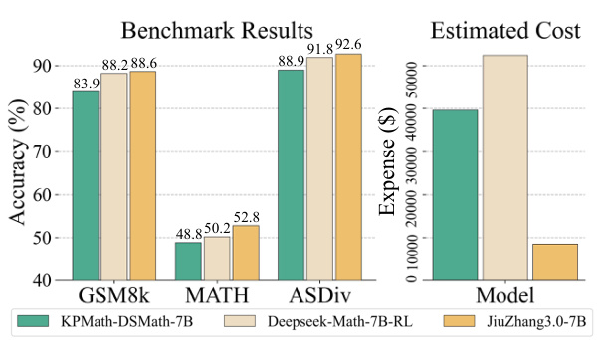 Benchmark Results
Estimated Cost
Accuracy (%)
90
80
70
60
50
40
83.9
88.2
88.6
48.8
50.2
52.8
88.9
91.8
92.6
GSM8k
MATH
ASDiv
Expense ($)
50000
40000
30000
20000
10000
0
Model
KPMath-DSMath-7B
Deepseek-Math-7B-RL
JiuZhang3.0-7B